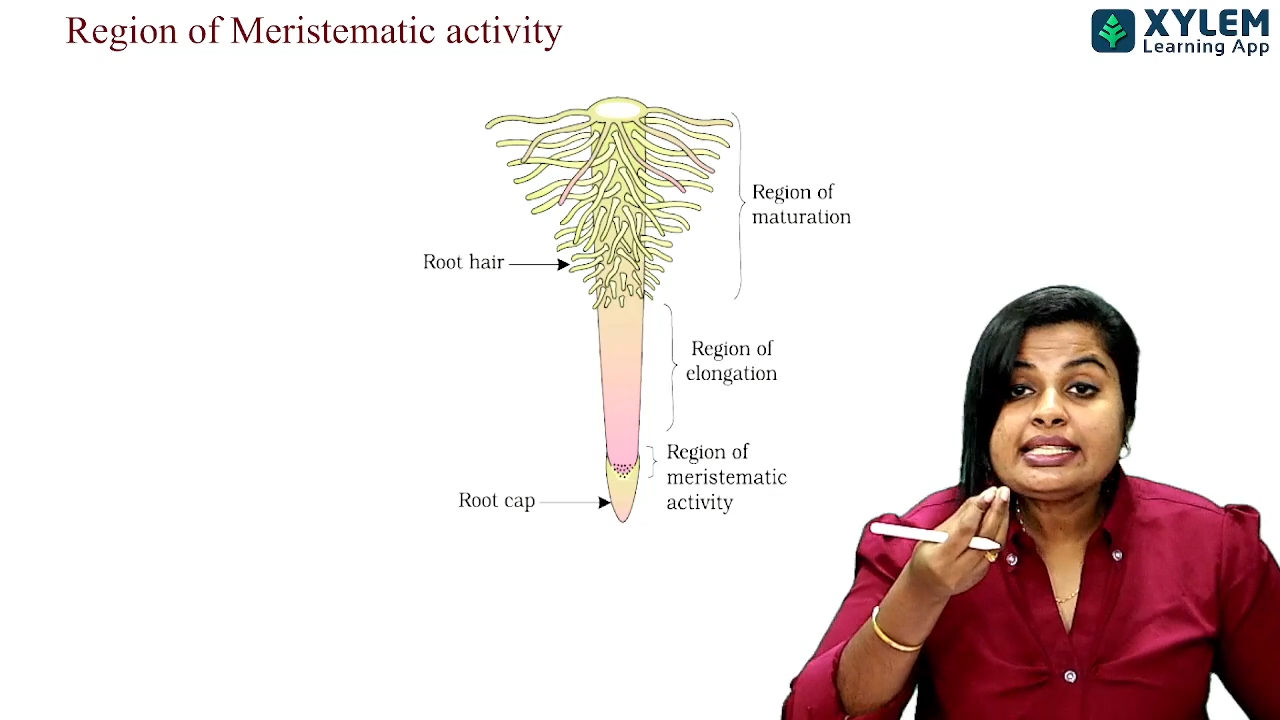 Region of Meristematic activity
XYLEM
Learning App
Region of
maturation
Root hair
Region of
elongation
Region of
meristematic
activity
Root cap